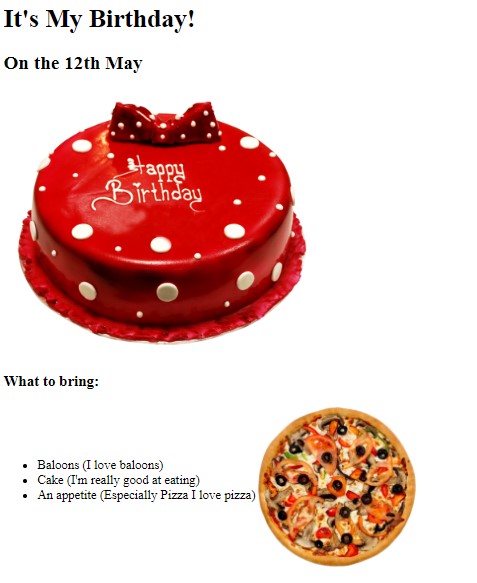 It's My Birthday!
On the 12th May
Happy
Birthday
What to bring:
Baloons (I love baloons)
Cake (I'm really good at eating)
An appetite (Especially Pizza I love pizza)